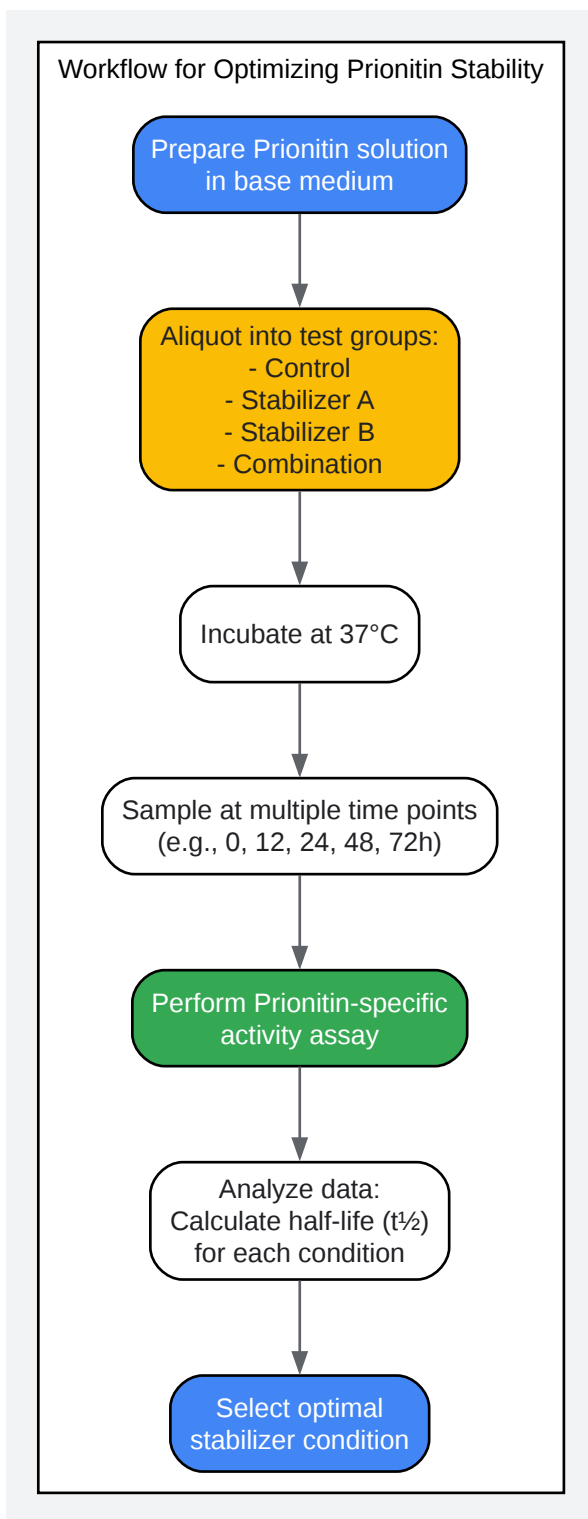 Workflow for Optimizing Prionitin Stability
Prepare Prionitin solution
in base medium
Aliquot into test groups:
- Control
- Stabilizer A
- Stabilizer B
- Combination
Incubate at 37°C
Sample at multiple time points
(e.g., 0, 12, 24, 48, 72h)
Perform Prionitin-specific
activity assay
Analyze data:
Calculate half-life (t½)
for each condition
Select optimal
stabilizer condition